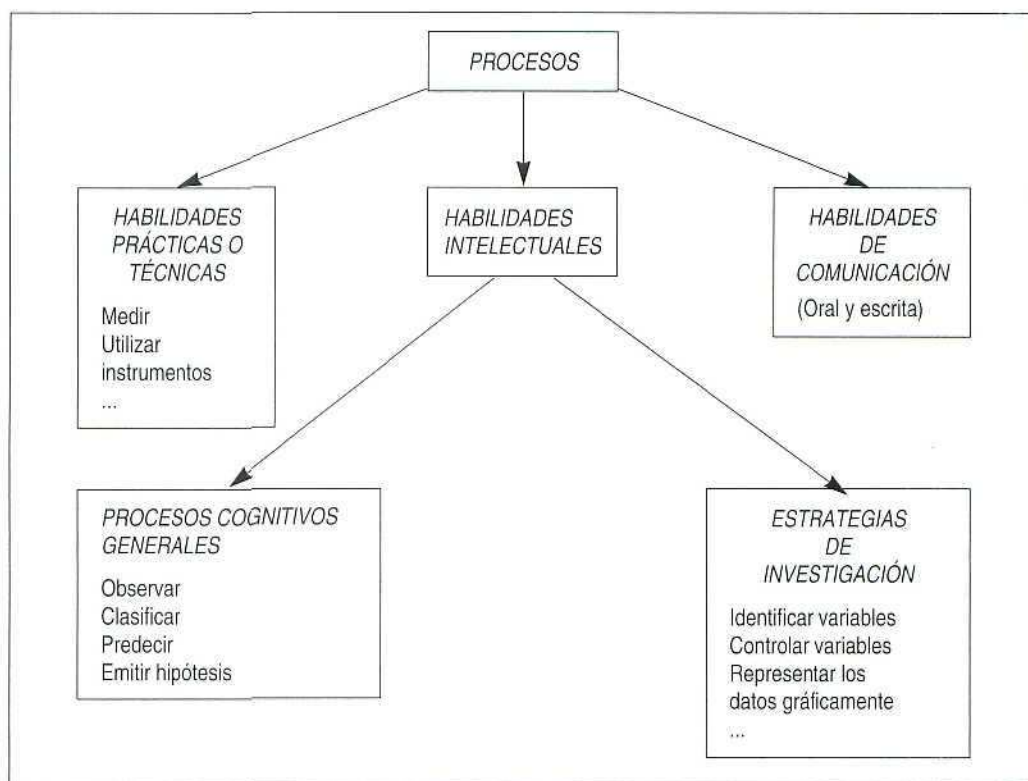 PROCESOS
HABILIDADES
PRÁCTICAS O
TÉCNICAS
Medir
Utilizar
instrumentos
...
HABILIDADES
INTELECTUALES
HABILIDADES
DE
COMUNICACIÓN
(Oral y escrita)
PROCESOS COGNITIVOS
GENERALES
Observar
Clasificar
Predecir
Emitir hipótesis
ESTRATEGIAS
DE
INVESTIGACIÓN
Identificar variables
Controlar variables
Representar los
datos gráficamente
...